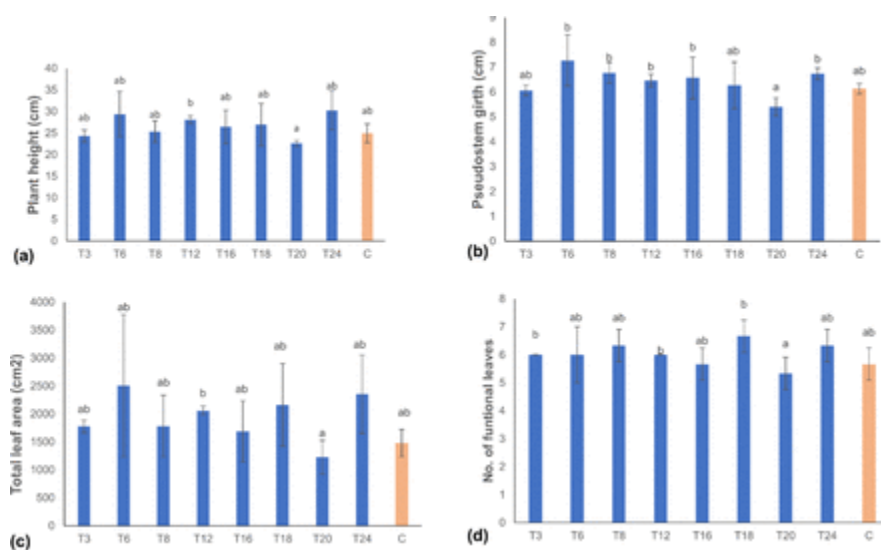 40
35
30
25
20
15
10
5
0
Plant height (cm)
ab
ab
ab
b
ab
ab
a
ab
ab
T3 T6 T8 T12 T16 T18 T20 T24 C
(a)
9
8
7
6
5
4
3
2
1
0
Pseudostem girth (cm)
ab
b
b
b
b
ab
a
b
ab
T3 T6 T8 T12 T16 T18 T20 T24 C
(b)
4000
3500
3000
2500
2000
1500
1000
500
0
Total leaf area (cm2)
ab
ab
ab
b
ab
ab
a
ab
ab
T3 T6 T8 T12 T16 T18 T20 T24 C
(c)
8
7
6
5
4
3
2
1
0
No. of funtional leaves
b
ab
ab
b
ab
b
a
ab
ab
T3 T6 T8 T12 T16 T18 T20 T24 C
(d)